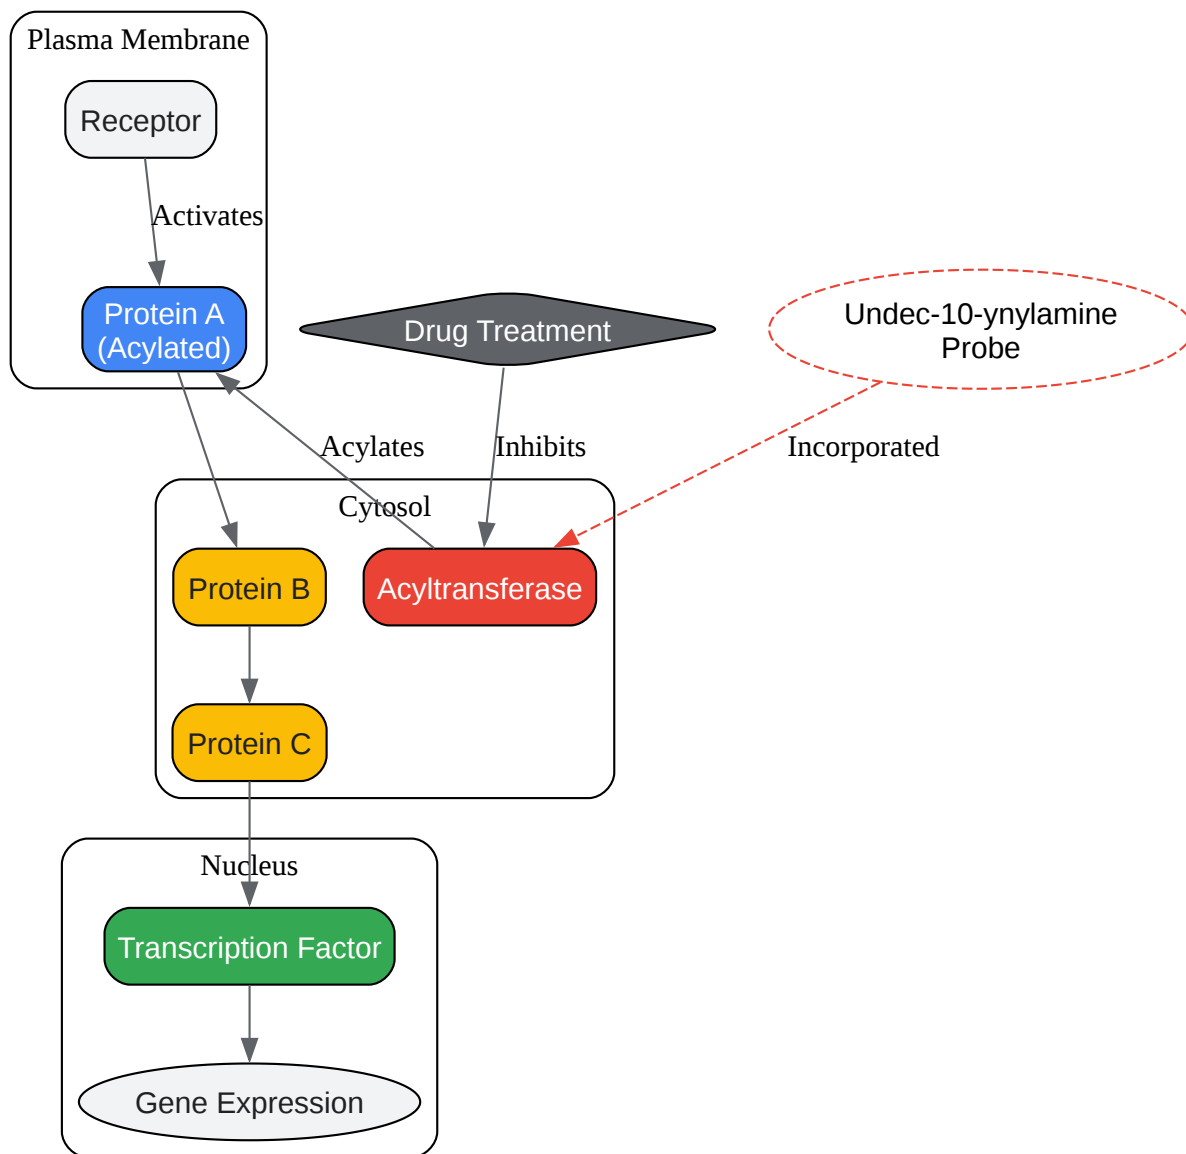 Plasma Membrane
Receptor
Activates
Protein A
(Acylated)
Drug Treatment
Undec-10-ynylamine
Probe
Acylates
Inhibits
Incorporated
Cytosol
Protein B
Acyltransferase
Protein C
Nucleus
Transcription Factor
Gene Expression